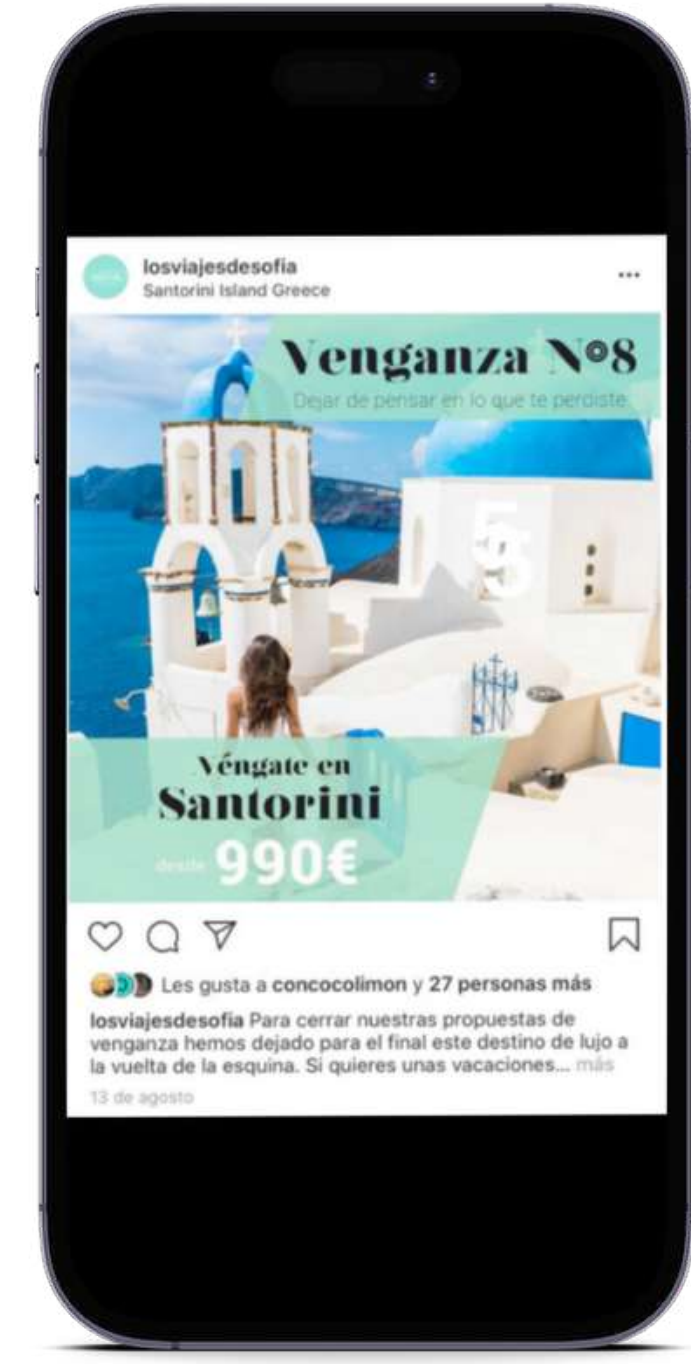 losviajesdesofia
Santorini Island Greece
Venganza Nº8
Dejar de pensar en lo que te perdiste
Véngate en
Santorini
desde 990€
Les gusta a concocolimon y 27 personas más
losviajesdesofia Para cerrar nuestras propuestas de
venganza hemos dejado para el final este destino de lujo a
la vuelta de la esquina. Si quieres unas vacaciones... más
13 de agosto